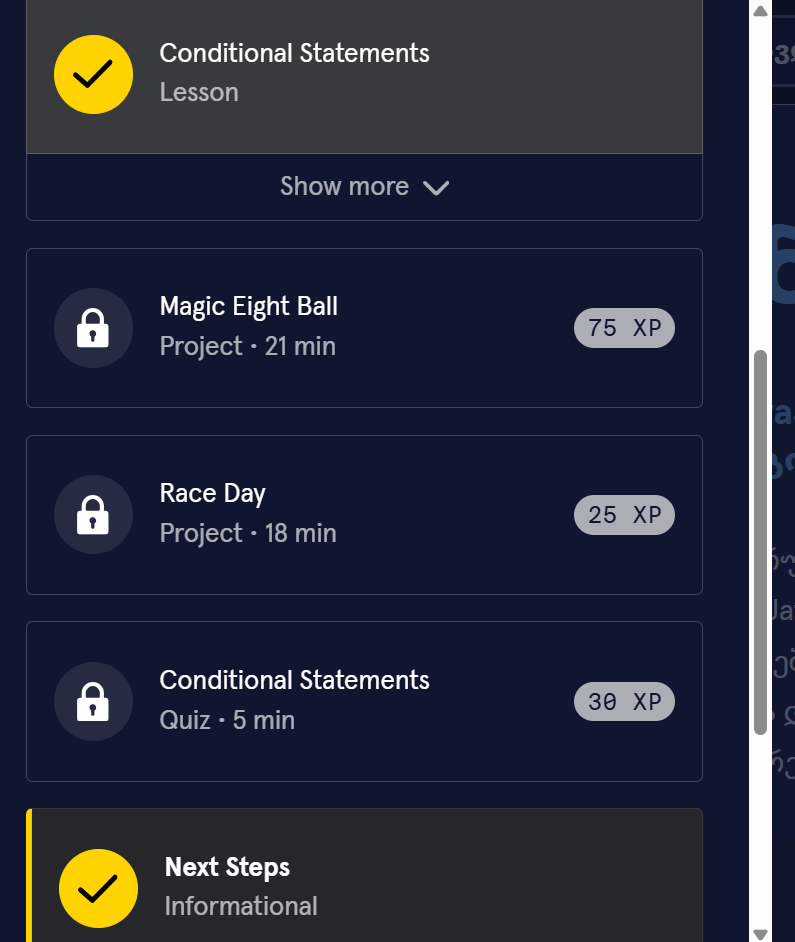 Conditional Statements
Lesson
Show more
Magic Eight Ball
Project • 21 min
75 XP
Race Day
Project • 18 min
25 XP
Conditional Statements
Quiz • 5 min
30 XP
Next Steps
Informational